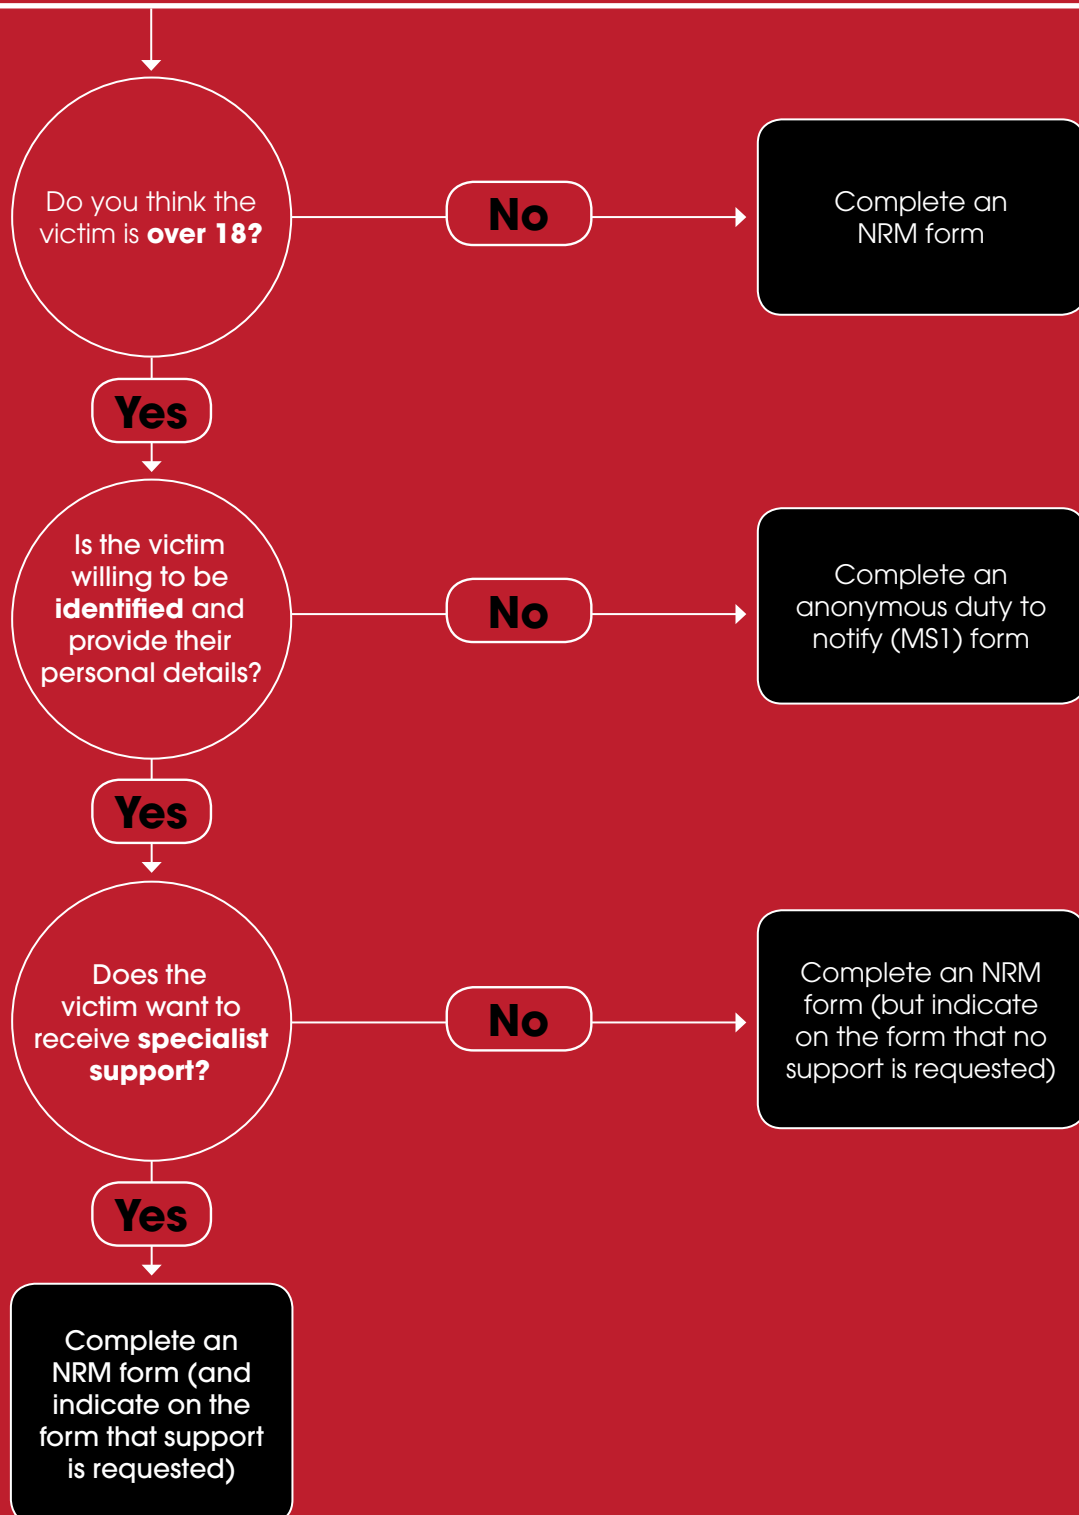 Do you think the
victim is over 18?
No
Complete an
NRM form
Yes
Is the victim
willing to be
identified and
provide their
personal details?
No
Complete an
anonymous duty to
notify (MS1) form
Yes
Does the
victim want to
receive specialist
support?
No
Complete an NRM
form (but indicate
on the form that no
support is requested)
Yes
Complete an
NRM form (and
indicate on the
form that support
is requested)